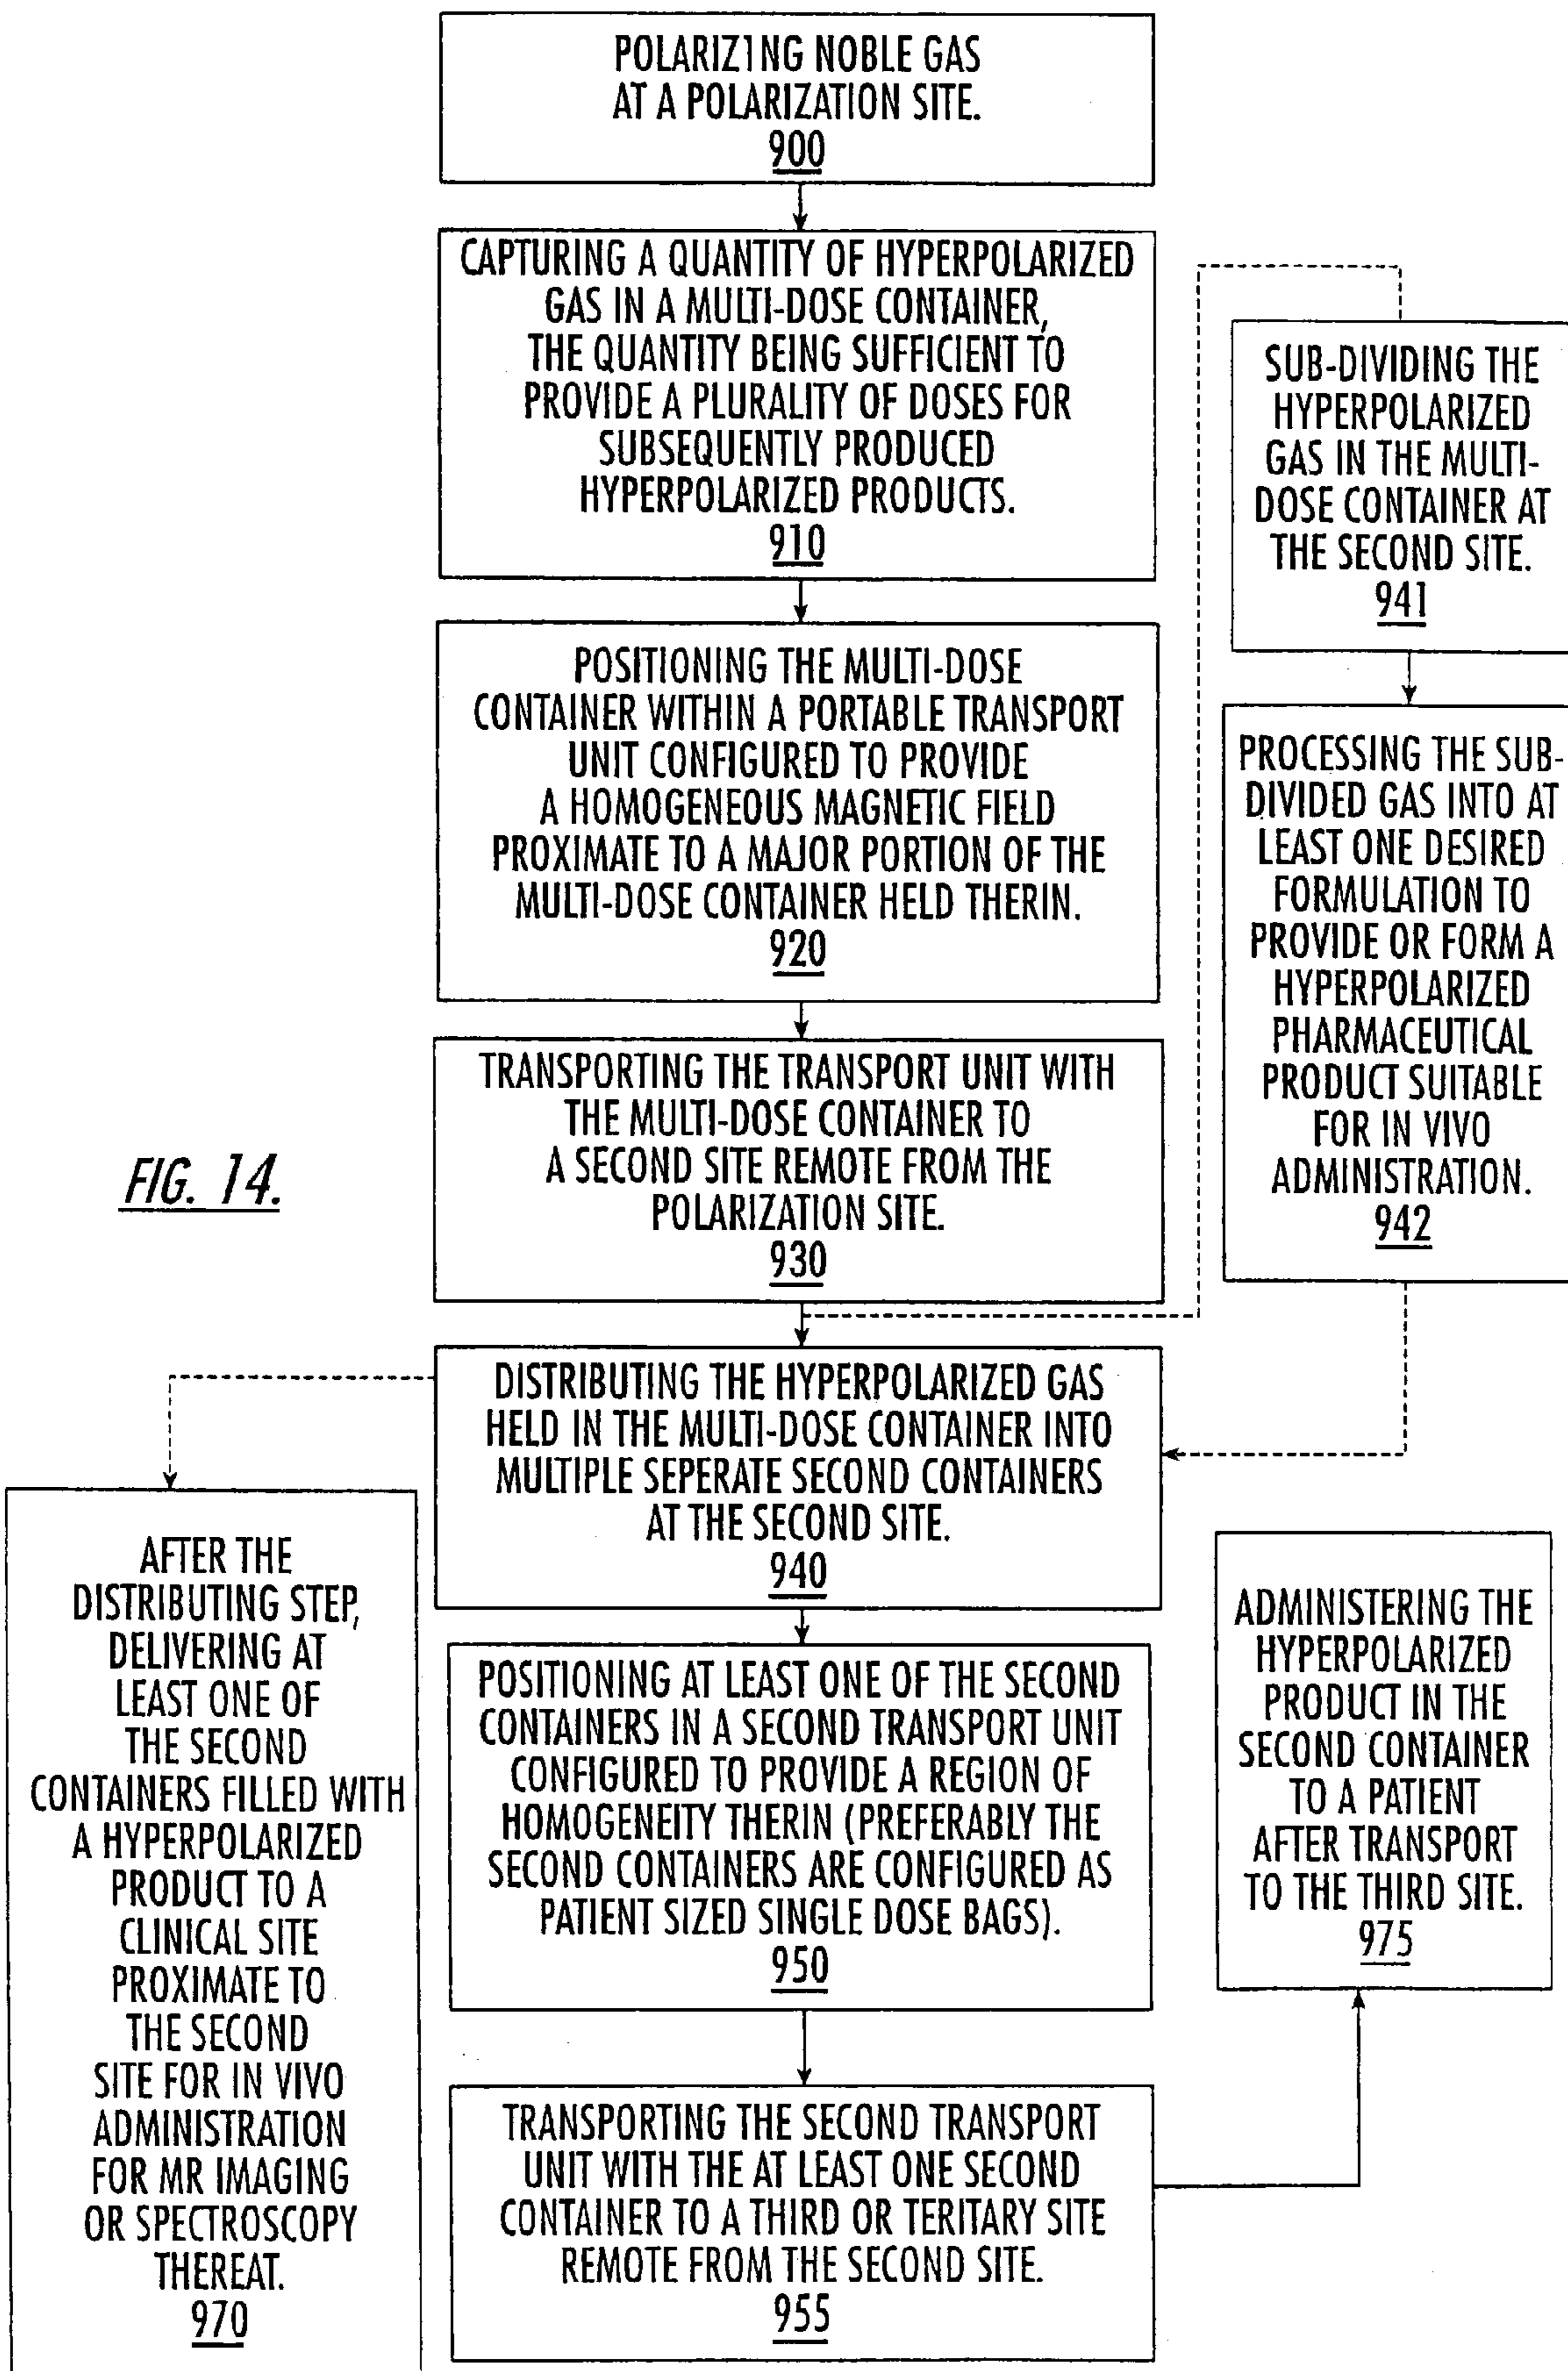 POLARIZING NOBLE GAS
AT A POLARIZATION SITE.
900
CAPTURING A QUANTITY OF HYPERPOLARIZED
GAS IN A MULTI-DOSE CONTAINER,
THE QUANTITY BEING SUFFICIENT TO
PROVIDE A PLURALITY OF DOSES FOR
SUBSEQUENTLY PRODUCED
HYPERPOLARIZED PRODUCTS.
910
POSITIONING THE MULTI-DOSE
CONTAINER WITHIN A PORTABLE TRANSPORT
UNIT CONFIGURED TO PROVIDE
A HOMOGENEOUS MAGNETIC FIELD
PROXIMATE TO A MAJOR PORTION OF THE
MULTI-DOSE CONTAINER HELD THERIN.
920
TRANSPORTING THE TRANSPORT UNIT WITH
THE MULTI-DOSE CONTAINER TO
A SECOND SITE REMOTE FROM THE
POLARIZATION SITE.
930
SUB-DIVIDING THE
HYPERPOLARIZED
GAS IN THE MULTI-
DOSE CONTAINER AT
THE SECOND SITE.
941
PROCESSING THE SUB-
DIVIDED GAS INTO AT
LEAST ONE DESIRED
FORMULATION TO
PROVIDE OR FORM A
HYPERPOLARIZED
PHARMACEUTICAL
PRODUCT SUITABLE
FOR IN VIVO
ADMINISTRATION.
942
FIG. 14.
DISTRIBUTING THE HYPERPOLARIZED GAS
HELD IN THE MULTI-DOSE CONTAINER INTO
MULTIPLE SEPERATE SECOND CONTAINERS
AT THE SECOND SITE.
940
AFTER THE
DISTRIBUTING STEP,
DELIVERING AT
LEAST ONE OF
THE SECOND
CONTAINERS FILLED WITH
A HYPERPOLARIZED
PRODUCT TO A
CLINICAL SITE
PROXIMATE TO
THE SECOND
SITE FOR IN VIVO
ADMINISTRATION
FOR MR IMAGING
OR SPECTROSCOPY
THEREAT.
970
POSITIONING AT LEAST ONE OF THE SECOND
CONTAINERS IN A SECOND TRANSPORT UNIT
CONFIGURED TO PROVIDE A REGION OF
HOMOGENEITY THERIN (PREFERABLY THE
SECOND CONTAINERS ARE CONFIGURED AS
PATIENT SIZED SINGLE DOSE BAGS).
950
TRANSPORTING THE SECOND TRANSPORT
UNIT WITH THE AT LEAST ONE SECOND
CONTAINER TO A THIRD OR TERITARY SITE
REMOTE FROM THE SECOND SITE.
955
ADMINISTERING THE
HYPERPOLARIZED
PRODUCT IN THE
SECOND CONTAINER
TO A PATIENT
AFTER TRANSPORT
TO THE THIRD SITE.
975